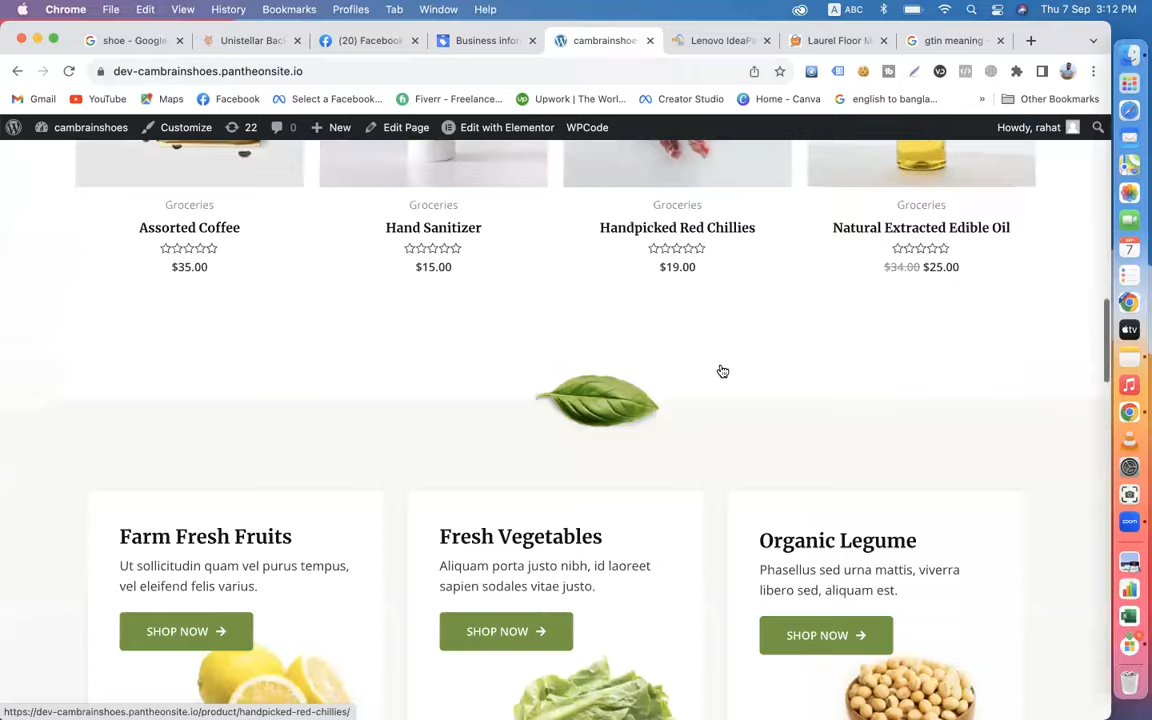 Chrome File Edit View History Bookmarks Profiles Tab Window Help A ABC Thu 7 Sep 3:12 PM
shoe - Google Unistellar Bac (20) Facebook Business infor cambrainshoes Lenovo IdeaPa Laurel Floor M gtin meaning -
dev-cambrainshoes.pantheonsite.io
Gmail YouTube Maps Facebook Select a Facebook... Fiverr - Freelance... Upwork | The Worl... Creator Studio Home - Canva english to bangla... » Other Bookmarks
cambrainshoes Customize 22 0 New Edit Page Edit with Elementor WPCode Howdy, rahat
Groceries Groceries Groceries Groceries
Assorted Coffee Hand Sanitizer Handpicked Red Chillies Natural Extracted Edible Oil
$35.00 $15.00 $19.00 $34.00 $25.00
Farm Fresh Fruits Fresh Vegetables Organic Legume
Ut sollicitudin quam vel purus tempus, Aliquam porta justo nibh, id laoreet Phasellus sed urna mattis, viverra
vel eleifend felis varius. sapien sodales vitae justo. libero sed, aliquam est.
SHOP NOW SHOP NOW SHOP NOW
https://dev-cambrainshoes.pantheonsite.io/product/handpicked-red-chillies/
SEP
7
tv
zoom